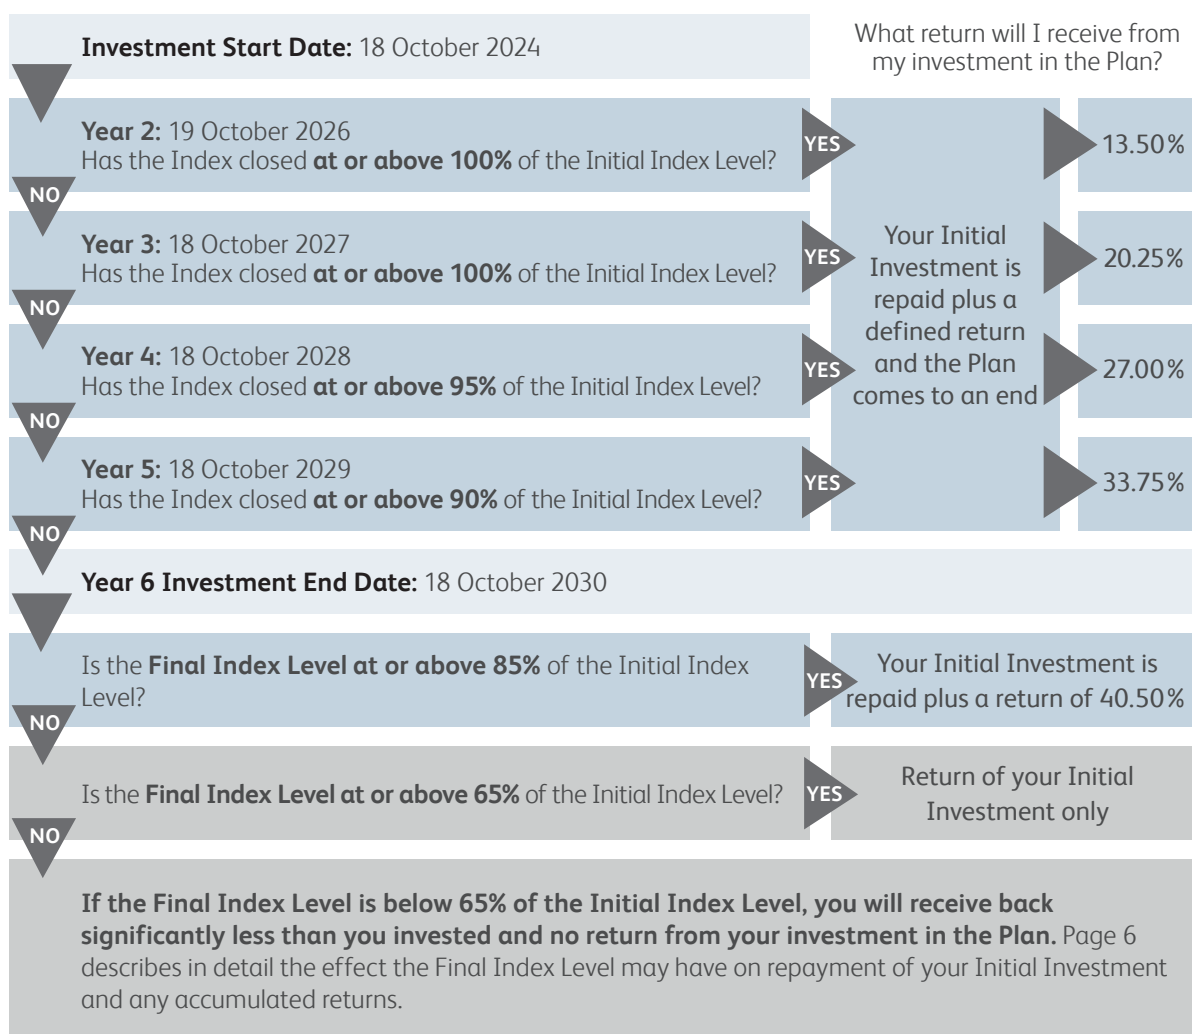 Investment Start Date: 18 October 2024
What return will I receive from
my investment in the Plan?
Year 2: 19 October 2026
Has the Index closed at or above 100% of the Initial Index Level?
YES
13.50%
NO
Year 3: 18 October 2027
Has the Index closed at or above 100% of the Initial Index Level?
YES
20.25%
NO
Year 4: 18 October 2028
Has the Index closed at or above 95% of the Initial Index Level?
YES
27.00%
NO
Year 5: 18 October 2029
Has the Index closed at or above 90% of the Initial Index Level?
YES
33.75%
NO
Your Initial
Investment is
repaid plus a
defined return
and the Plan
comes to an end
Year 6 Investment End Date: 18 October 2030
Is the Final Index Level at or above 85% of the Initial Index
Level?
YES
Your Initial Investment is
repaid plus a return of 40.50%
NO
Is the Final Index Level at or above 65% of the Initial Index Level?
YES
Return of your Initial
Investment only
NO
If the Final Index Level is below 65% of the Initial Index Level, you will receive back
significantly less than you invested and no return from your investment in the Plan. Page 6
describes in detail the effect the Final Index Level may have on repayment of your Initial Investment
and any accumulated returns.